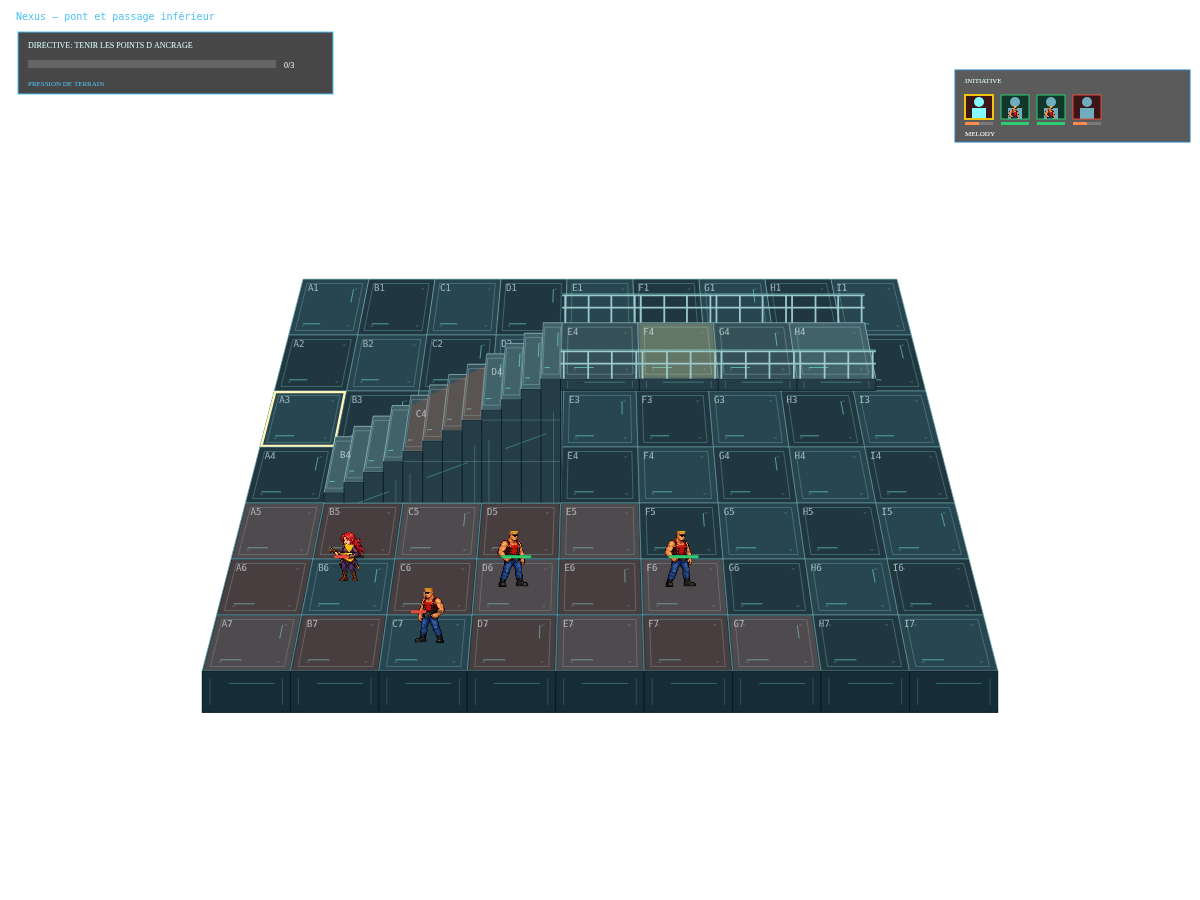 Nexus — pont et passage inférieur
DIRECTIVE: TENIR LES POINTS D ANCRAGE
0/3
PRESSION DE TERRAIN
INITIATIVE
MELODY
A1 B1 C1 D1 E1 F1 G1 H1 I1
A2 B2 C2 D2 E4 F4 G4 H4
D4
A3 B3 C4 E3 F3 G3 H3 I3
A4 B4 E4 F4 G4 H4 I4
A5 B5 C5 D5 E5 F5 G5 H5 I5
A6 B6 C6 D6 E6 F6 G6 H6 I6
A7 B7 C7 D7 E7 F7 G7 H7 I7